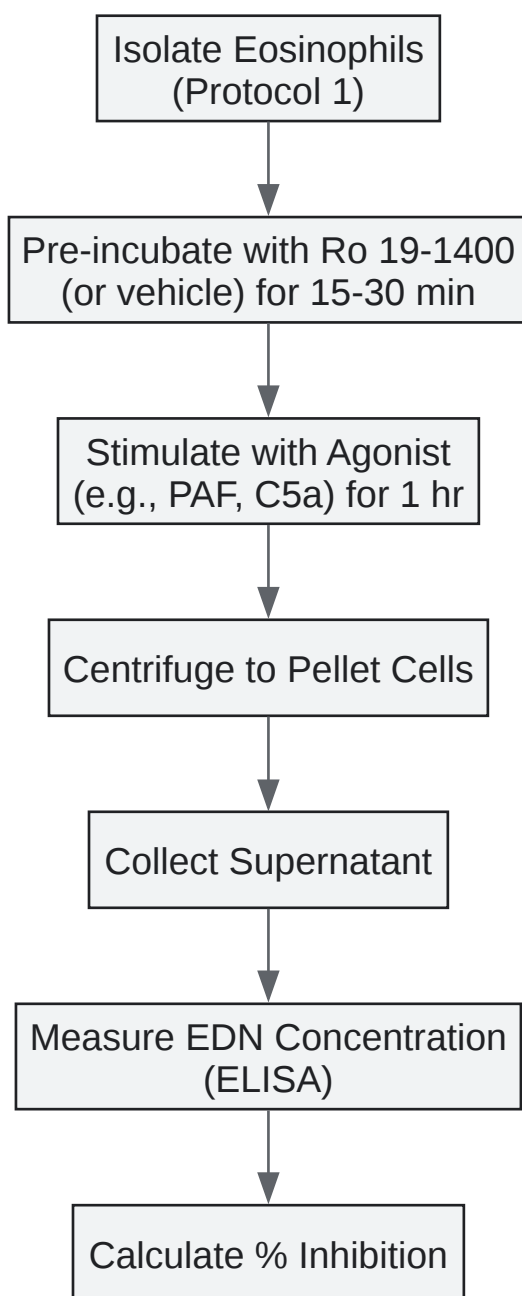 Isolate Eosinophils
(Protocol 1)
Pre-incubate with Ro 19-1400
(or vehicle) for 15-30 min
Stimulate with Agonist
(e.g., PAF, C5a) for 1 hr
Centrifuge to Pellet Cells
Collect Supernatant
Measure EDN Concentration
(ELISA)
Calculate % Inhibition